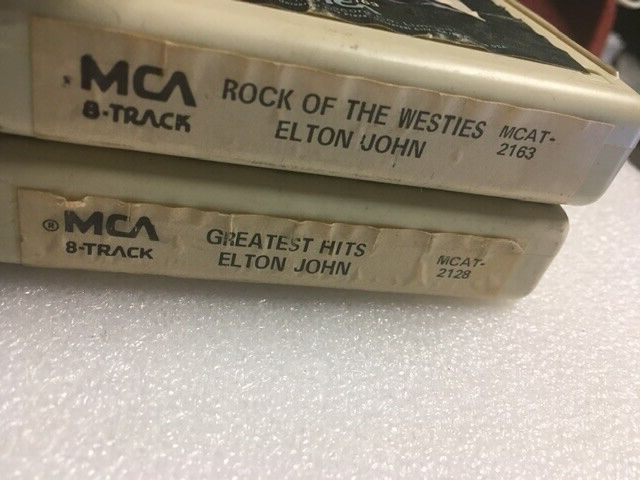 MCA
8-TRACK
ROCK OF THE WESTIES
ELTON JOHN
MCAT-
2163
® MCA
8-TRACK
GREATEST HITS
ELTON JOHN
MCAT-
2128